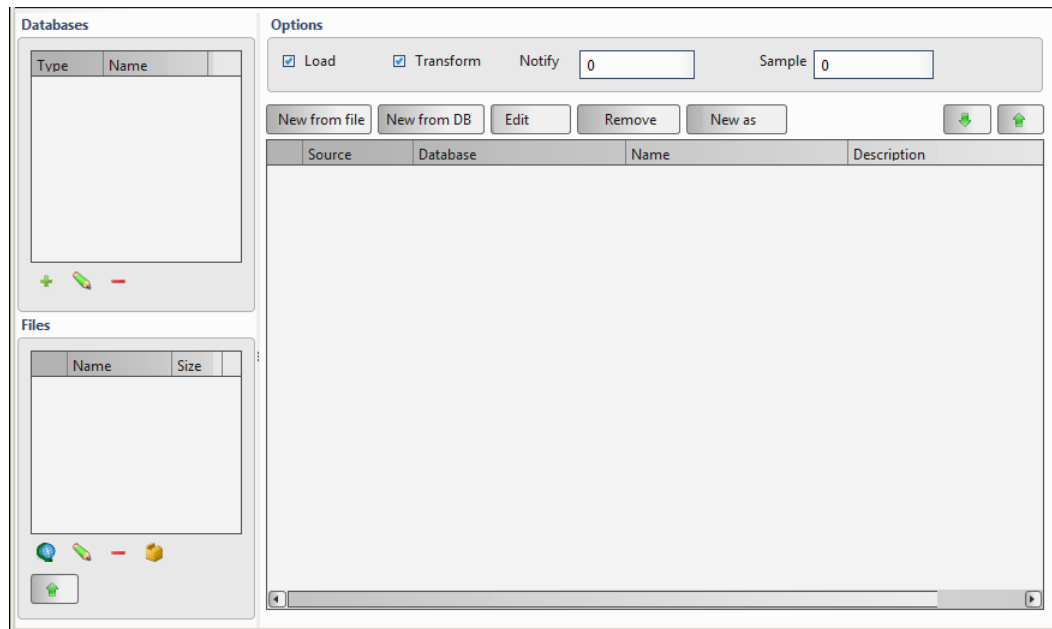 Databases
Type Name
Files
Name Size
Options
Load Transform Notify 0 Sample 0
New from file New from DB Edit Remove New as
Source Database Name Description